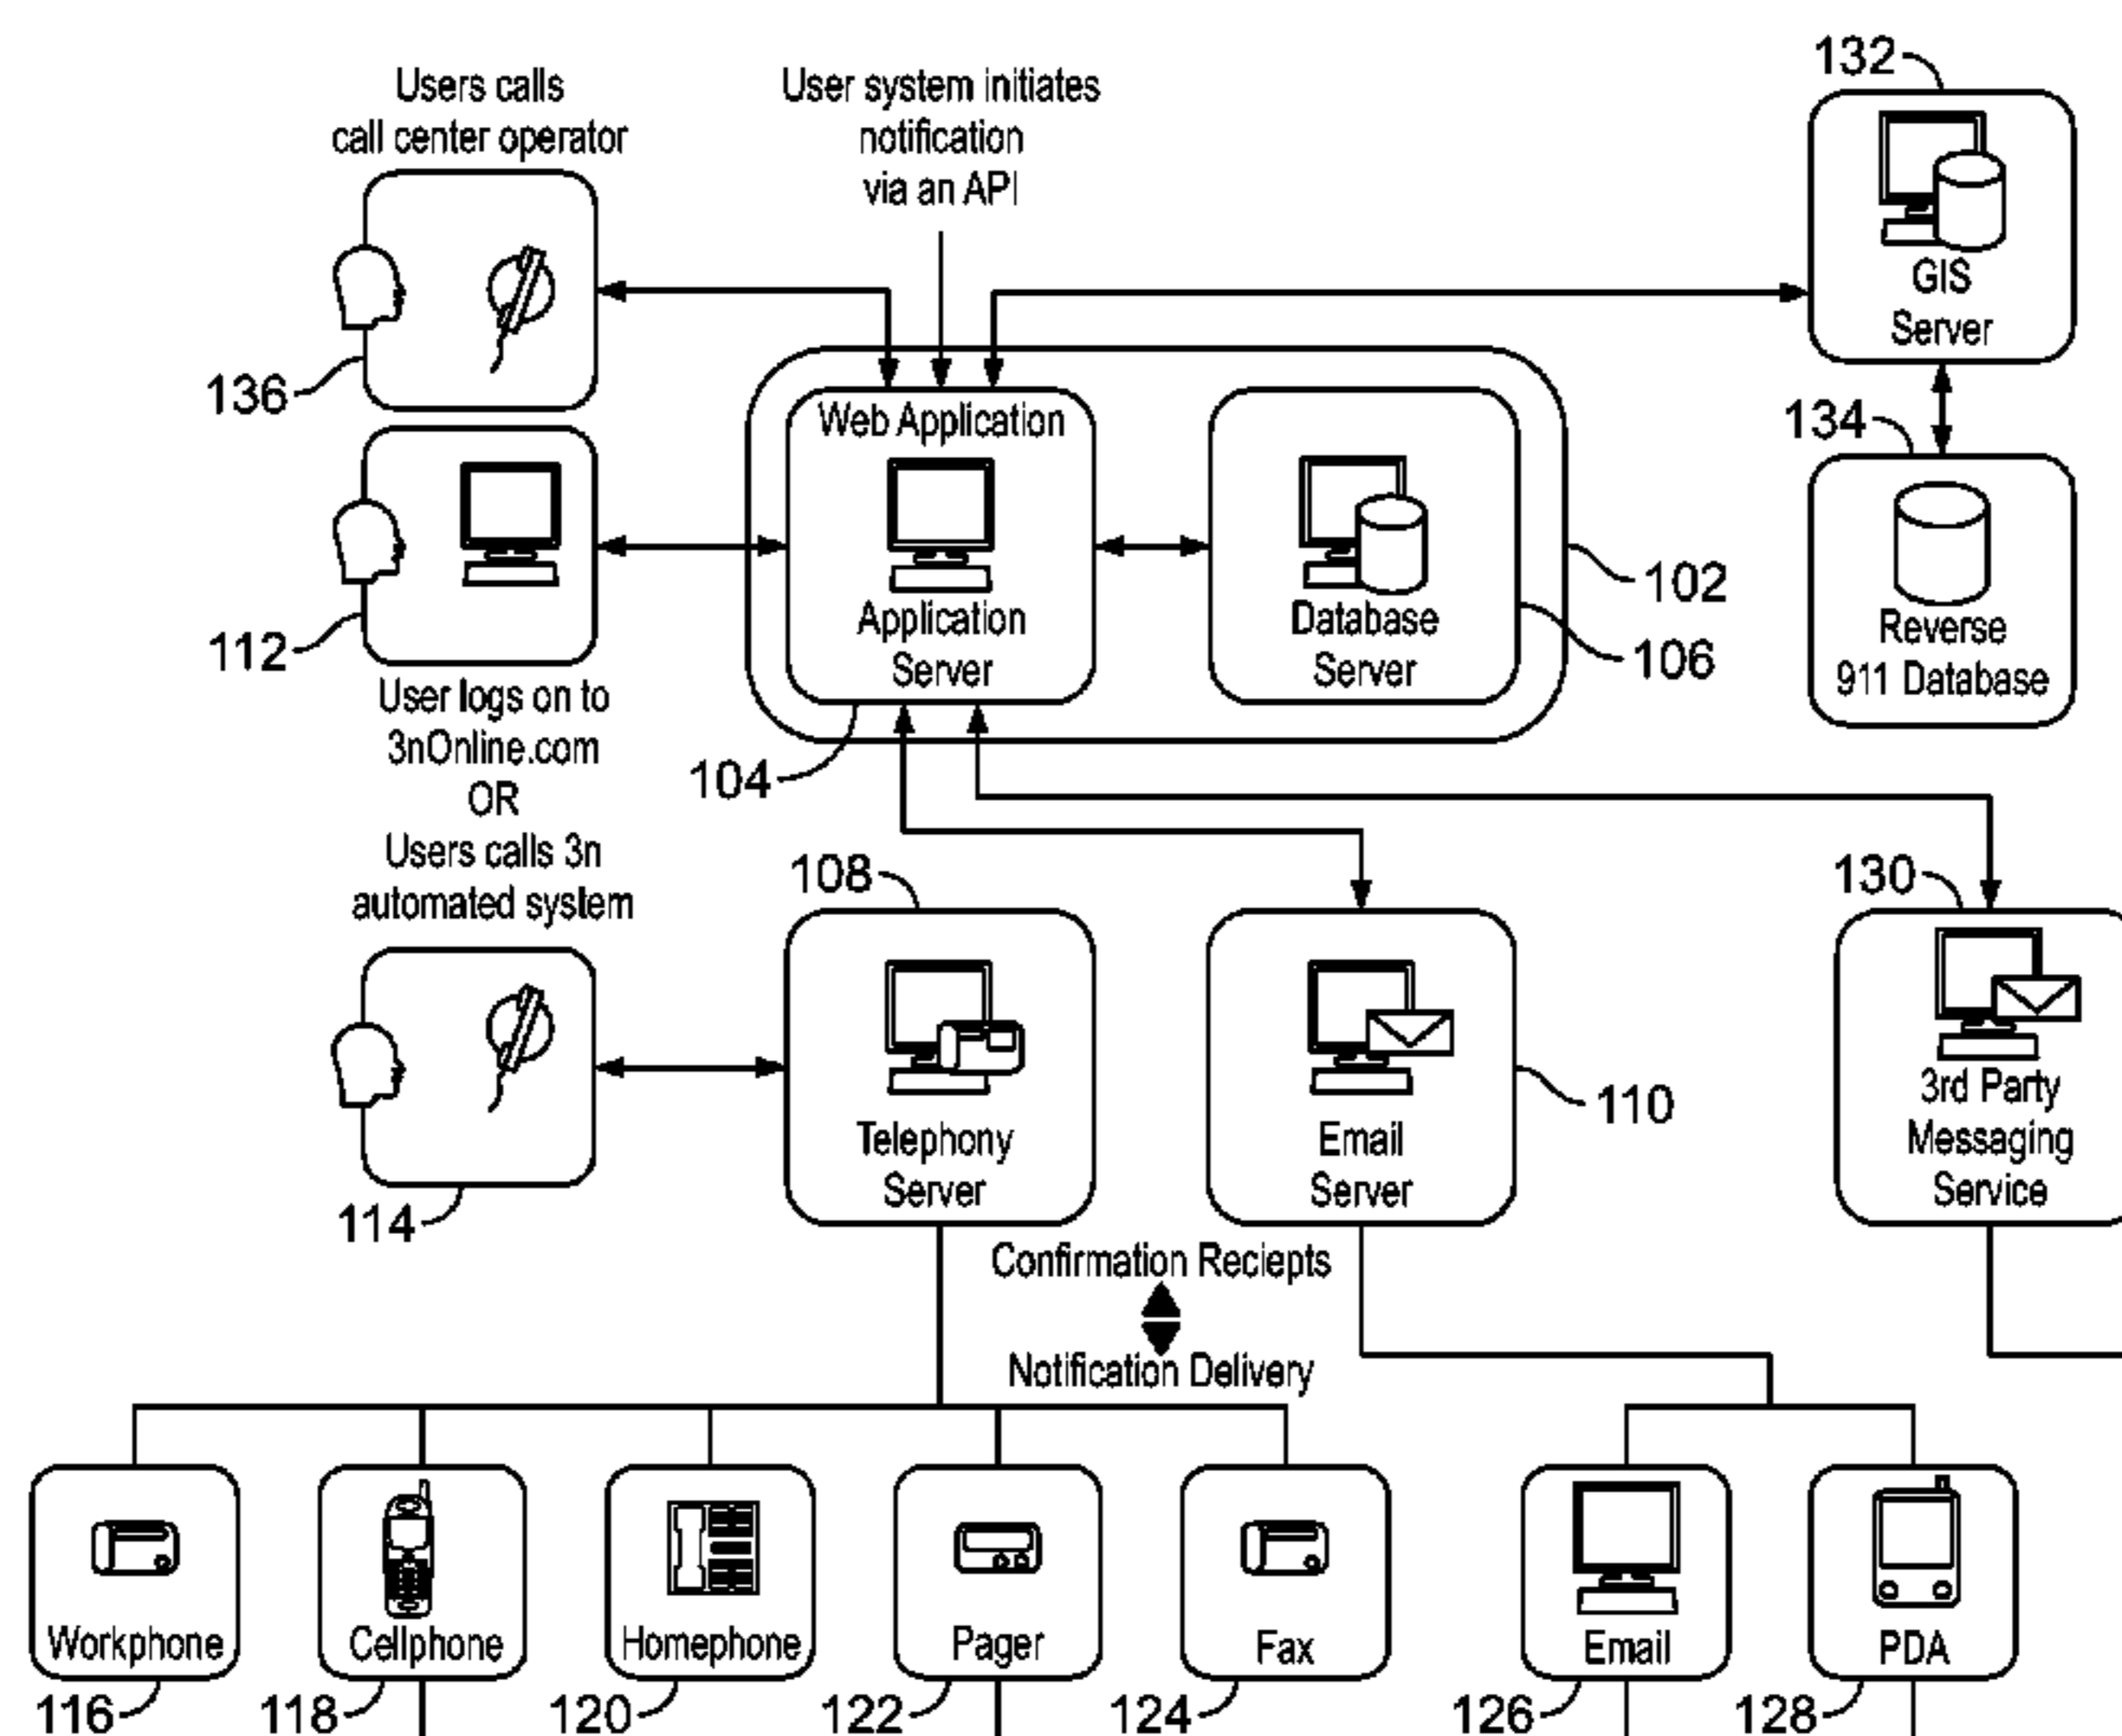 Users calls
call center operator
User system initiates
notification
via an API
132
GIS
Server
136
Web Application
Application
Server
Database
Server
134
Reverse
911 Database
102
106
112
User logs on to
3nOnline.com
OR
Users calls 3n
automated system
104
108
130
Telephony
Server
Email
Server
110
3rd Party
Messaging
Service
114
Confirmation Reciepts
Notification Delivery
Workphone
Cellphone
Homephone
Pager
Fax
Email
PDA
116
118
120
122
124
126
128